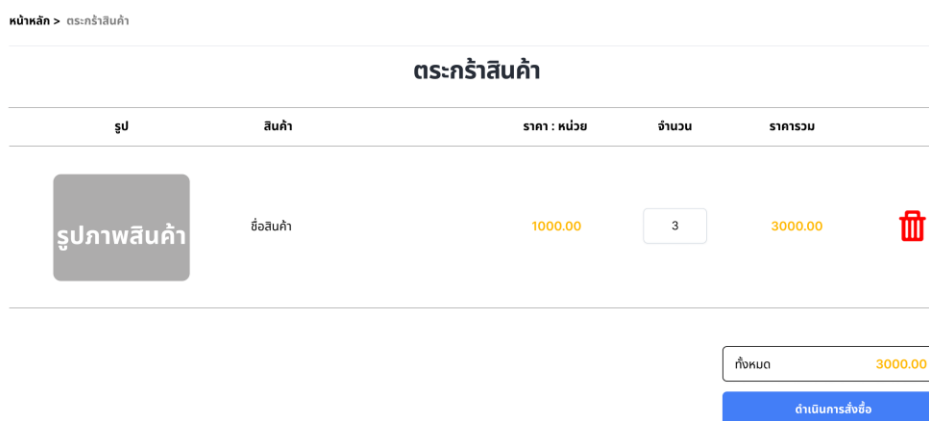 หน้าหลัก > ตระกร้าสินค้า
ตระกร้าสินค้า
รูป สินค้า ราคา : หน่วย จำนวน ราคารวม
รูปภาพสินค้า ชื่อสินค้า 1000.00 3 3000.00
ทั้งหมด 3000.00
ดำเนินการสั่งซื้อ